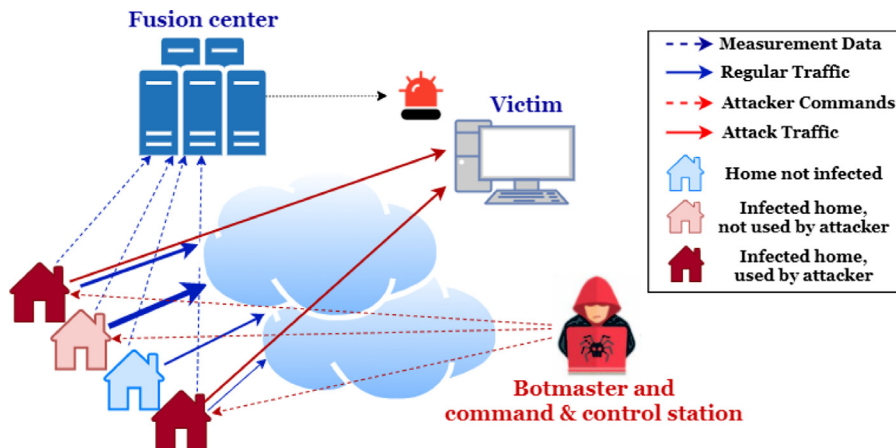 Fusion center
Victim
Measurement Data
Regular Traffic
Attacker Commands
Attack Traffic
Home not infected
Infected home,
not used by attacker
Infected home,
used by attacker
Botmaster and
command & control station